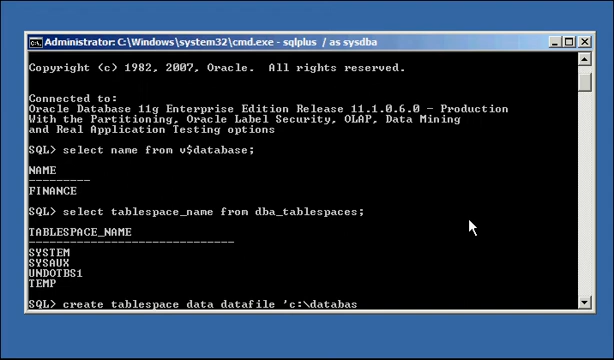 Administrator: C:\Windows\system32\cmd.exe - sqlplus / as sysdba
Copyright (c) 1982, 2007, Oracle.  All rights reserved.
Connected to:
Oracle Database 11g Enterprise Edition Release 11.1.0.6.0 - Production
With the Partitioning, Oracle Label Security, OLAP, Data Mining
and Real Application Testing options
SQL> select name from v$database;
NAME
---------
FINANCE
SQL> select tablespace_name from dba_tablespaces;
TABLESPACE_NAME
------------------------------
SYSTEM
SYSAUX
UNDOTBS1
TEMP
SQL> create tablespace data datafile 'c:\databas